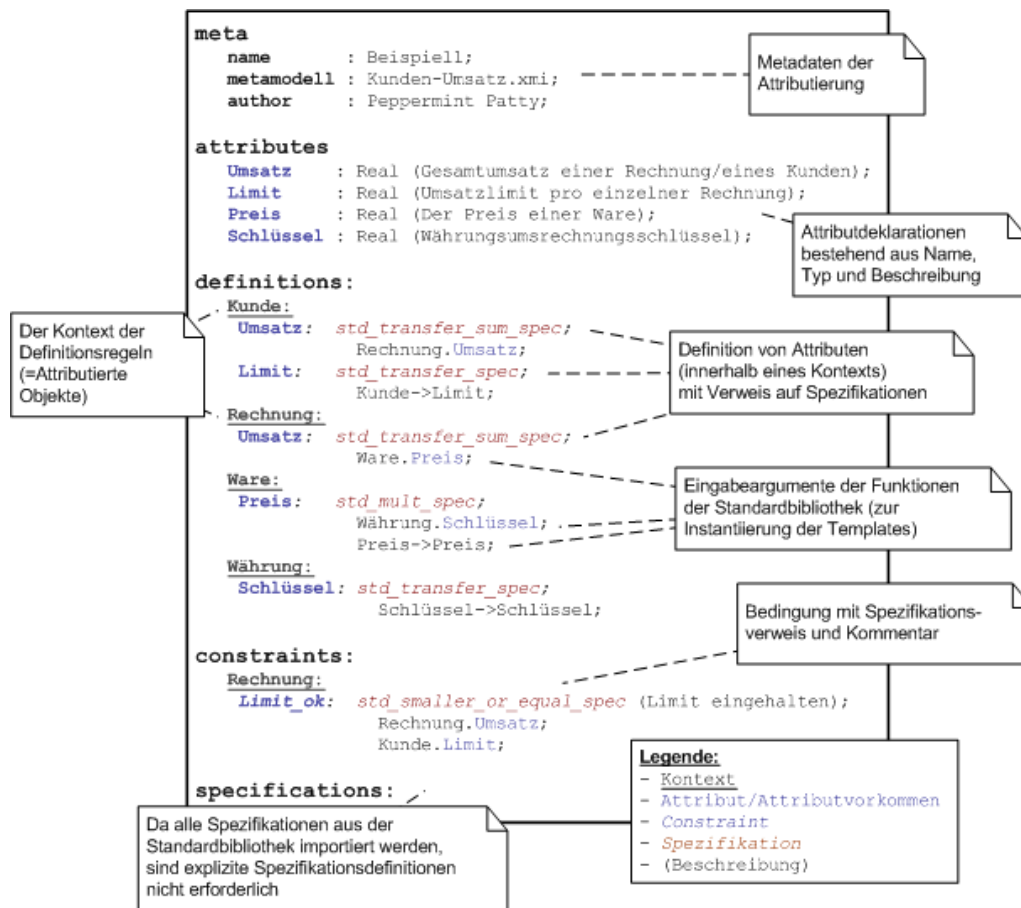 meta
name : Beispiell;
metamodell : Kunden-Umsatz.xmi;
author : Peppermint Patty;
Metadaten der
Attributierung
attributes
Umsatz : Real (Gesamtumsatz einer Rechnung/eines Kunden);
Limit : Real (Umsatzlimit pro einzelner Rechnung);
Preis : Real (Der Preis einer Ware);
Schlüssel : Real (Währungsumsrechnungsschlüssel);
Attributdeklarationen
bestehend aus Name,
Typ und Beschreibung
definitions:
Kunde:
Umsatz: std_transfer_sum_spec;
Rechnung.Umsatz;
Limit: std_transfer_spec;
Kunde->Limit;
Rechnung:
Umsatz: std_transfer_sum_spec;
Ware.Preis;
Ware:
Preis: std_mult_spec;
Währung.Schlüssel;
Preis->Preis;
Währung:
Schlüssel: std_transfer_spec;
Schlüssel->Schlüssel;
Der Kontext der
Definitionsregeln
(=Attributierte
Objekte)
Definition von Attributen
(innerhalb eines Kontexts)
mit Verweis auf Spezifikationen
Eingabeargumente der Funktionen
der Standardbibliothek (zur
Instantiierung der Templates)
Bedingung mit Spezifikations-
verweis und Kommentar
constraints:
Rechnung:
Limit_ok: std_smaller_or_equal_spec (Limit eingehalten);
Rechnung.Umsatz;
Kunde.Limit;
specifications:
Da alle Spezifikationen aus der
Standardbibliothek importiert werden,
sind explizite Spezifikationsdefinitionen
nicht erforderlich
Legende:
- Kontext
- Attribut/Attributvorkommen
- Constraint
- Spezifikation
- (Beschreibung)